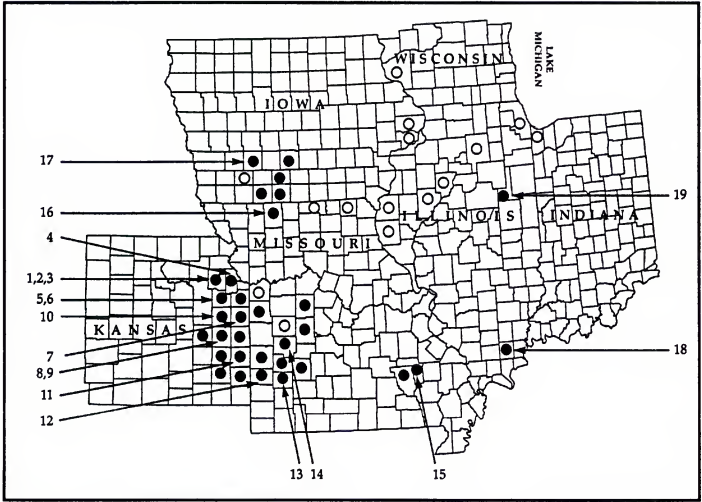 WISCONSIN
LAKE
MICHIGAN
IOWA
17
19
16
ILLINOIS
INDIANA
4
MISSOURI
1,2,3
5,6
10
KANSAS
7
18
8,9
11
12
13
14
15